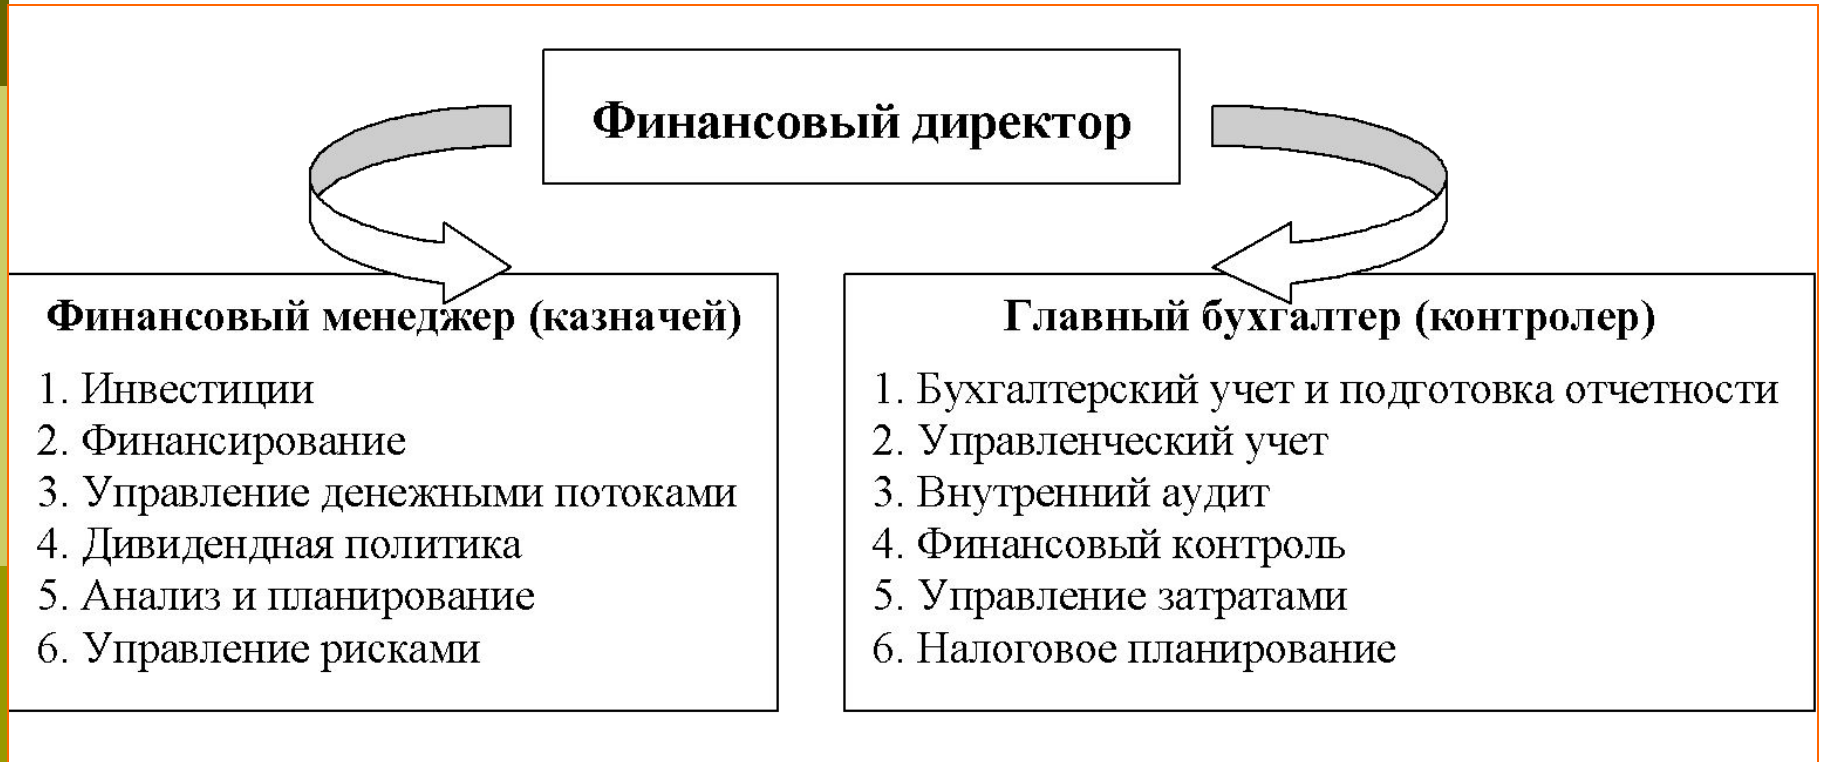 Финансовый директор
Финансовый менеджер (казначей)
1. Инвестиции
2. Финансирование
3. Управление денежными потоками
4. Дивидендная политика
5. Анализ и планирование
6. Управление рисками
Главный бухгалтер (контролер)
1. Бухгалтерский учет и подготовка отчетности
2. Управленческий учет
3. Внутренний аудит
4. Финансовый контроль
5. Управление затратами
6. Налоговое планирование